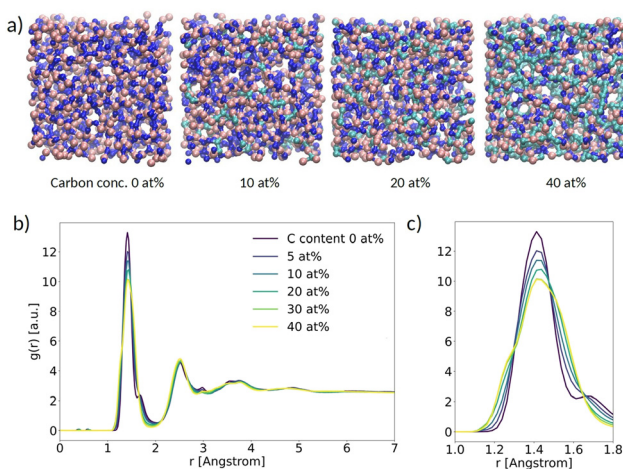 a)
Carbon conc. 0 at% 10 at% 20 at% 40 at%
b)
c)
C content 0 at%
5 at%
10 at%
20 at%
30 at%
40 at%
g(r) [a.u.]
12
10
8
6
4
2
0
0 1 2 3 4 5 6 7
r [Angstrom]
12
10
8
6
4
2
0
1.0 1.2 1.4 1.6 1.8
r [Angstrom]